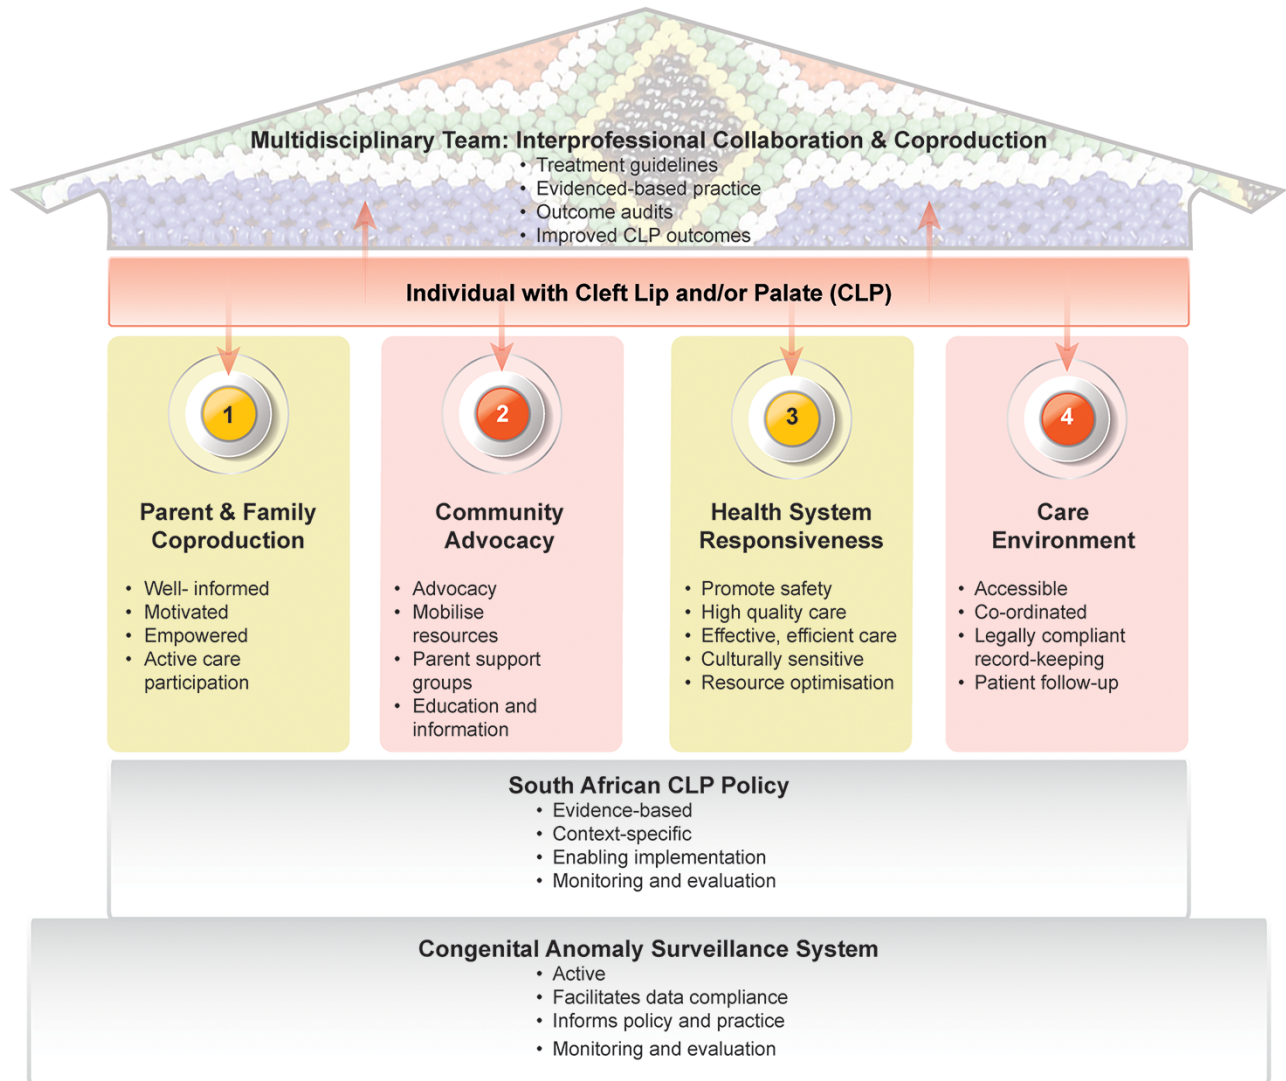 Multidisciplinary Team: Interprofessional Collaboration & Coproduction
• Treatment guidelines
• Evidenced-based practice
• Outcome audits
• Improved CLP outcomes
Individual with Cleft Lip and/or Palate (CLP)
1
Parent & Family
Coproduction
• Well- informed
• Motivated
• Empowered
• Active care
participation
2
Community
Advocacy
• Advocacy
• Mobilise
resources
• Parent support
groups
• Education and
information
3
Health System
Responsiveness
• Promote safety
• High quality care
• Effective, efficient care
• Culturally sensitive
• Resource optimisation
4
Care
Environment
• Accessible
• Co-ordinated
• Legally compliant
record-keeping
• Patient follow-up
South African CLP Policy
• Evidence-based
• Context-specific
• Enabling implementation
• Monitoring and evaluation
Congenital Anomaly Surveillance System
• Active
• Facilitates data compliance
• Informs policy and practice
• Monitoring and evaluation